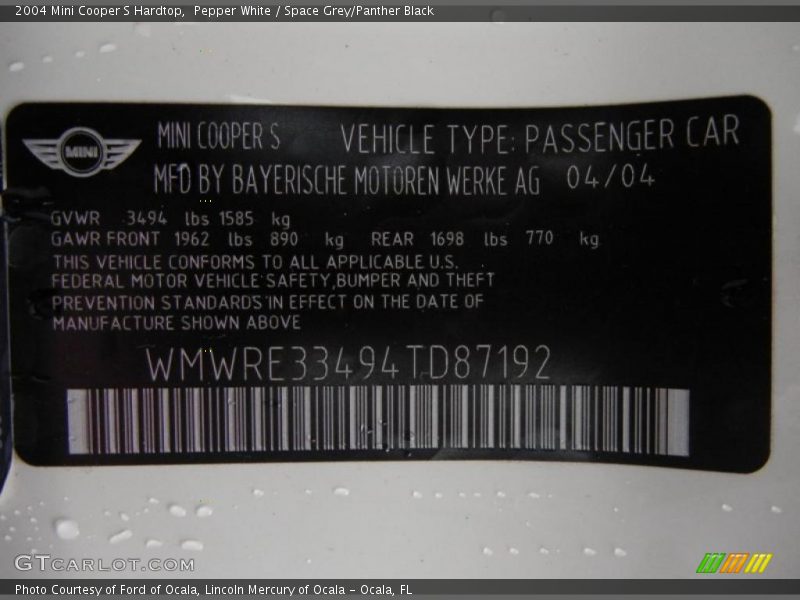 2004 Mini Cooper S Hardtop,  Pepper White / Space Grey/Panther Black
MINI
MINI COOPER S VEHICLE TYPE: PASSENGER CAR
MFD BY BAYERISCHE MOTOREN WERKE AG 04/04
GVWR 3494 lbs 1585 kg
GAWR FRONT 1962 lbs 890 kg REAR 1698 lbs 770 kg
THIS VEHICLE CONFORMS TO ALL APPLICABLE U.S.
FEDERAL MOTOR VEHICLE SAFETY,BUMPER AND THEFT
PREVENTION STANDARDS IN EFFECT ON THE DATE OF
MANUFACTURE SHOWN ABOVE
WMWRE33494TD87192
GTCARLOT.COM
Photo Courtesy of Ford of Ocala, Lincoln Mercury of Ocala - Ocala, FL